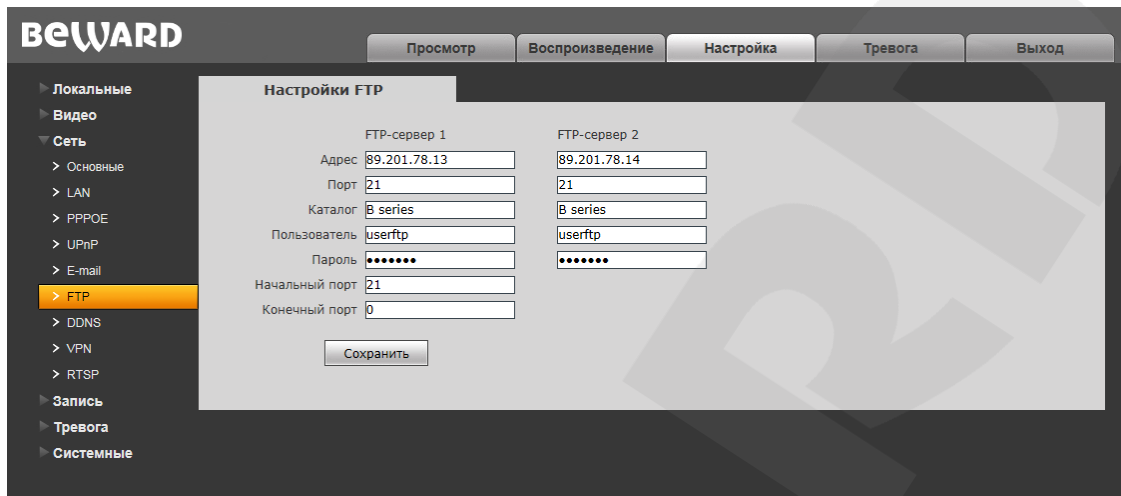 BEWARD
Просмотр Воспроизведение Настройка Тревога Выход
Локальные
Видео
Сеть
Основные
LAN
PPPOE
UPnP
E-mail
FTP
DDNS
VPN
RTSP
Запись
Тревога
Системные
Настройки FTP
FTP-сервер 1 FTP-сервер 2
Адрес 89.201.78.13 89.201.78.14
Порт 21 21
Каталог B series B series
Пользователь userftp userftp
Пароль ••••••• •••••••
Начальный порт 21
Конечный порт 0
Сохранить